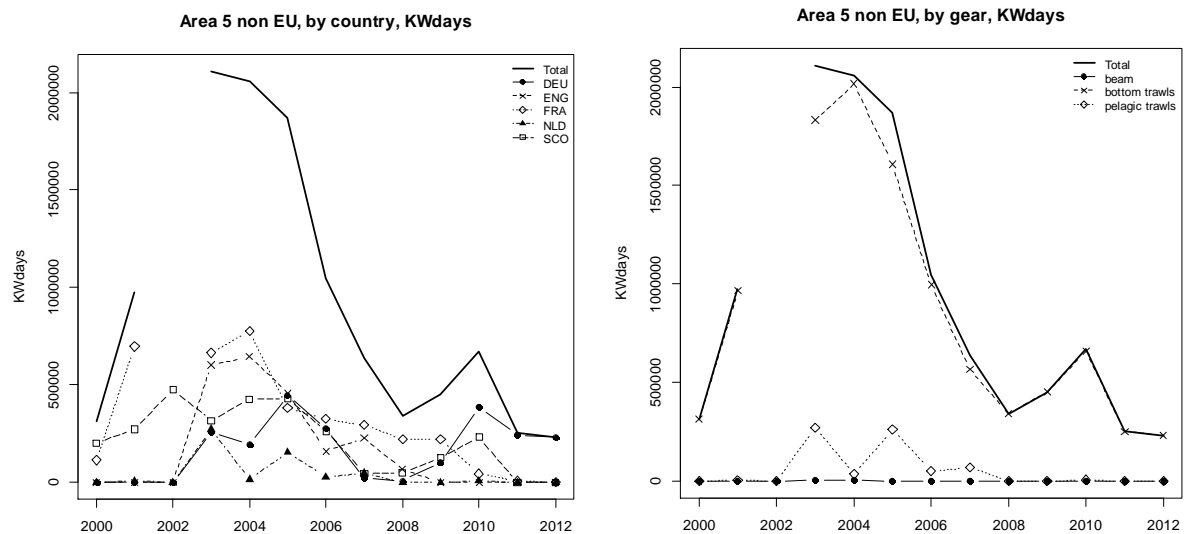 Area 5 non EU, by country, KWdays
Total
DEU
ENG
FRA
NLD
SCO
KWdays
2000000
1500000
1000000
500000
0
2000 2002 2004 2006 2008 2010 2012
Area 5 non EU, by gear, KWdays
Total
beam
bottom trawls
pelagic trawls
KWdays
2000000
1500000
1000000
500000
0
2000 2002 2004 2006 2008 2010 2012